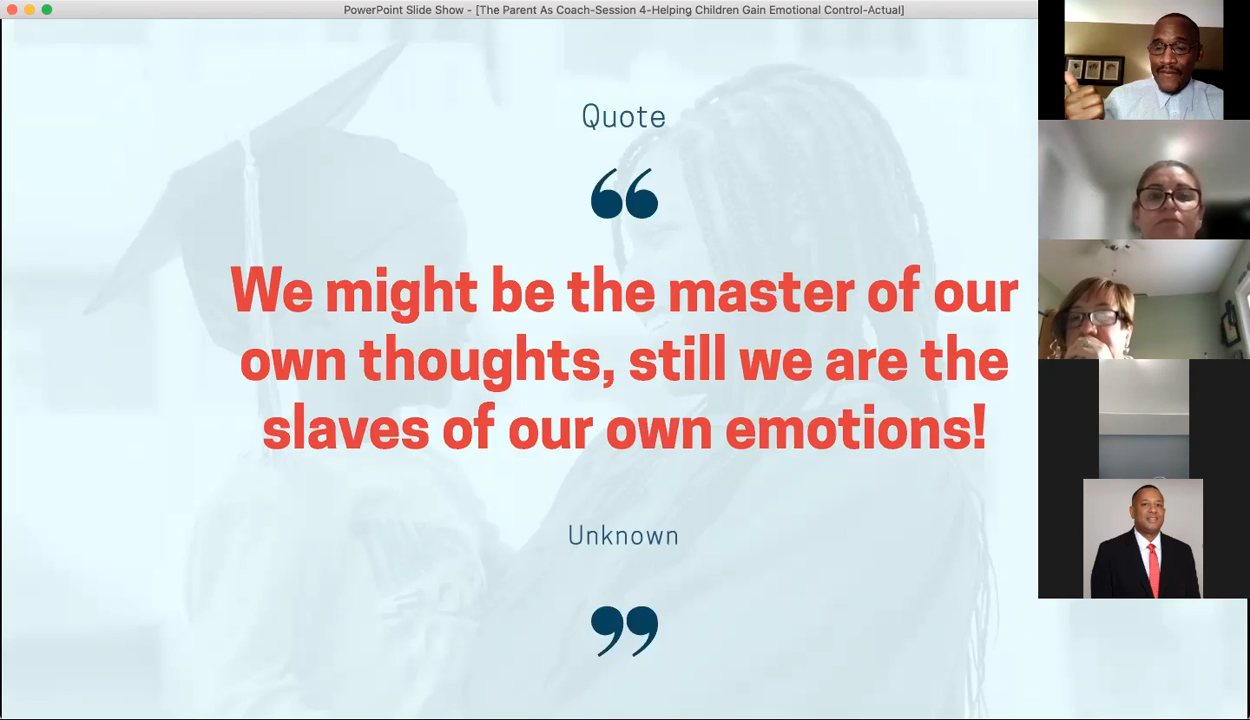 PowerPoint Slide Show - [The Parent As Coach-Session 4-Helping Children Gain Emotional Control-Actual]
Quote
“
We might be the master of our
own thoughts, still we are the
slaves of our own emotions!
Unknown
”